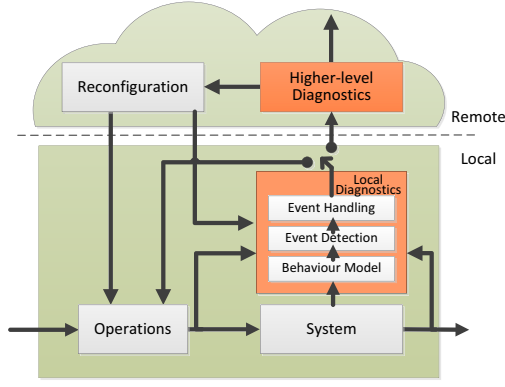 Reconfiguration
Higher-level
Diagnostics
Remote
Local
Local
Diagnostics
Event Handling
Event Detection
Behaviour Model
Operations
System